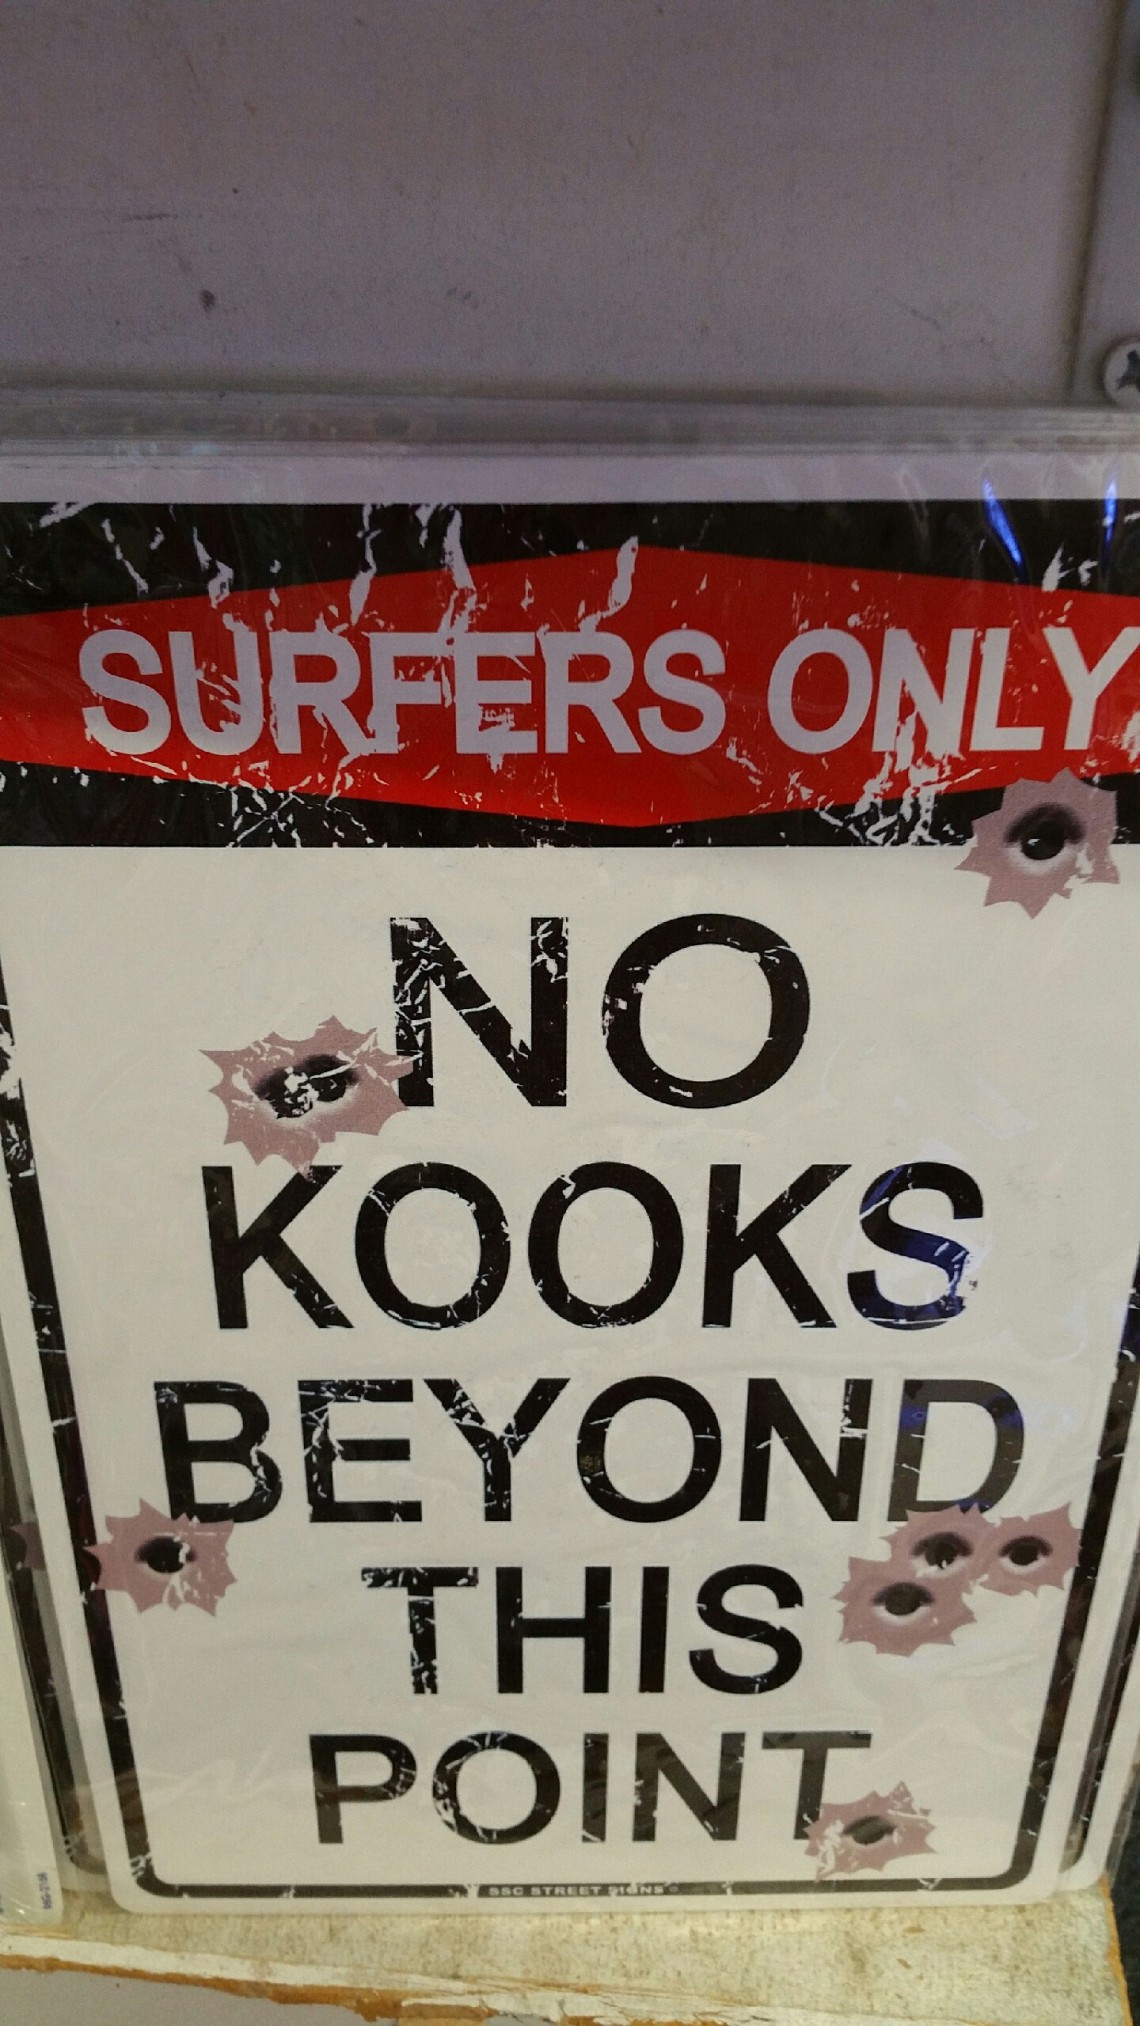 SURFERS ONLY
NO
KOOKS
BEYOND
THIS
POINT
SSC STREET SIGNS